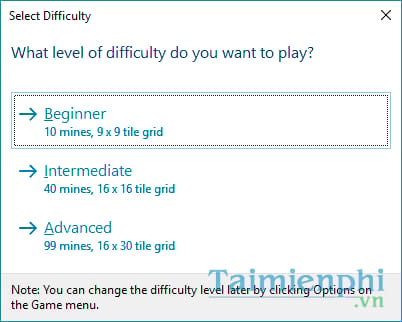 Select Difficulty
What level of difficulty do you want to play?
Beginner
10 mines, 9 x 9 tile grid
Intermediate
40 mines, 16 x 16 tile grid
Advanced
99 mines, 16 x 30 tile grid
Taimienphi
.vn
Note: You can change the difficulty level later by clicking Options on
the Game menu.